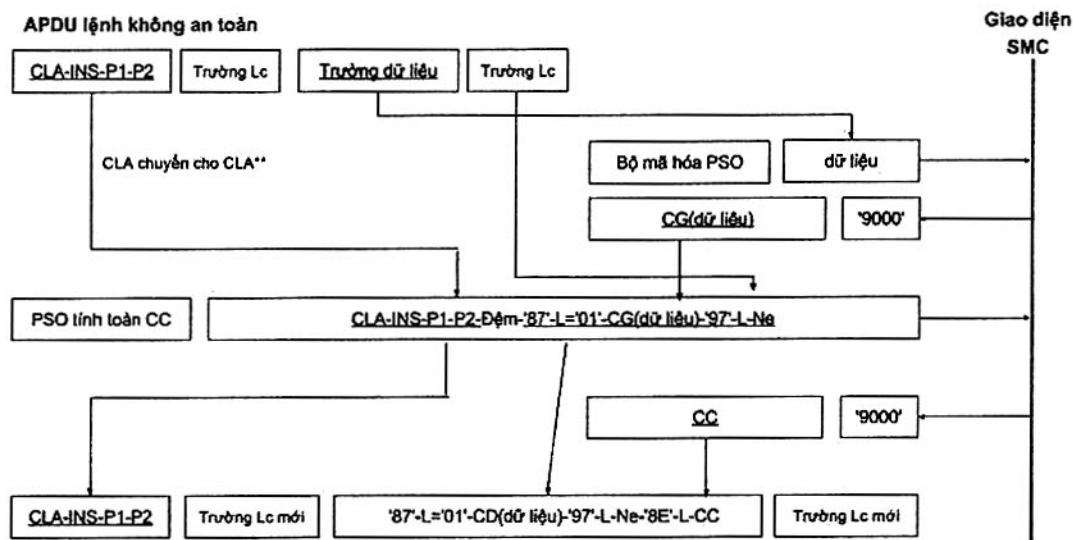 APDU lệnh không an toàn
Giao diện
SMC
CLA-INS-P1-P2
Trường Lc
Trường dữ liệu
Trường Lc
CLA chuyển cho CLA**
Bộ mã hóa PSO
dữ liệu
CG(dữ liệu)
'9000'
PSO tính toàn CC
CLA-INS-P1-P2-Đệm-'87'-L='01'-CG(dữ liệu)-'97'-L-Ne
CC
'9000'
CLA-INS-P1-P2
Trường Lc mới
'87'-L='01'-CD(dữ liệu)-'97'-L-Ne-'8E'-L-CC
Trường Lc mới